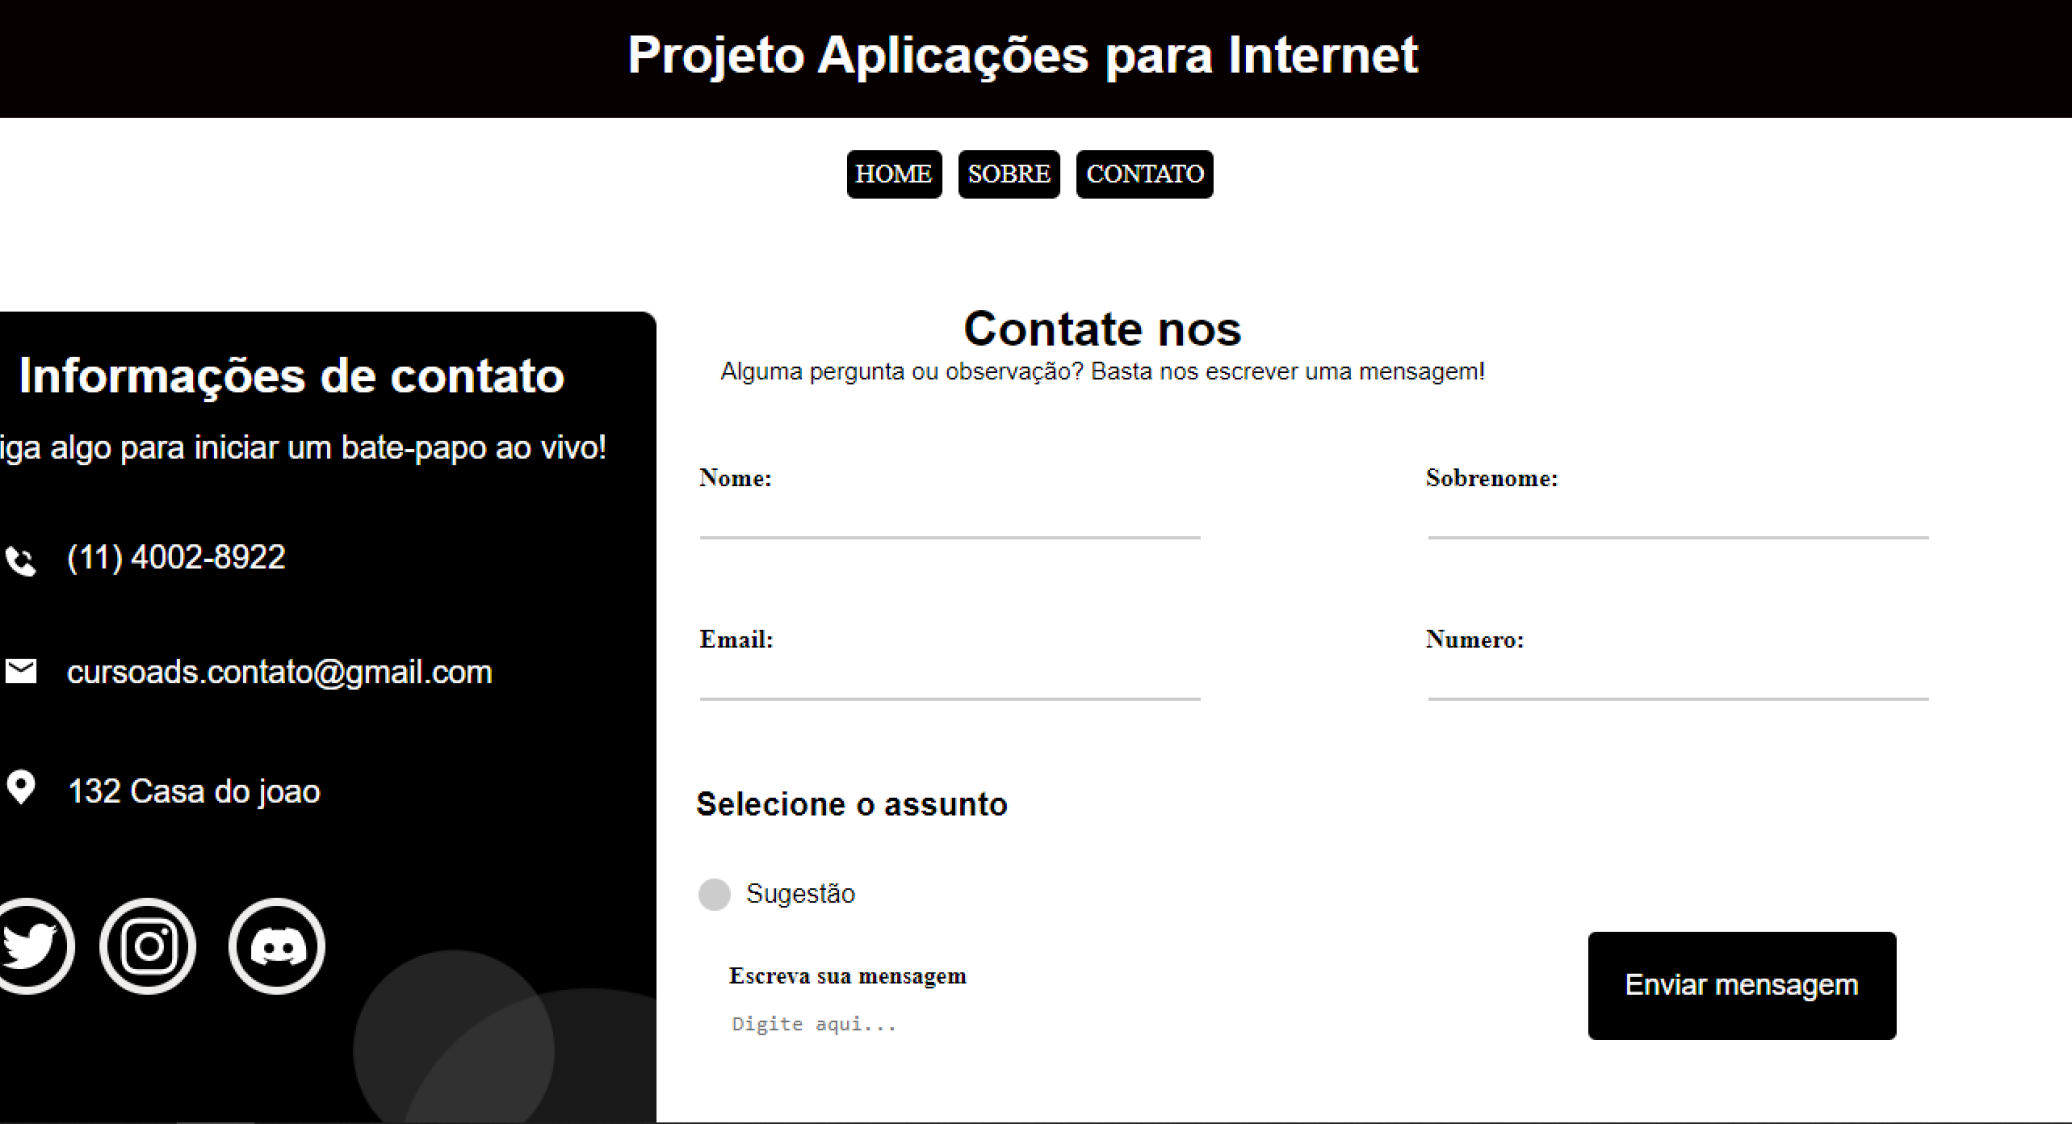 Projeto Aplicações para Internet
HOME SOBRE CONTATO
Informações de contato
iga algo para iniciar um bate-papo ao vivo!
(11) 4002-8922
cursoads.contato@gmail.com
132 Casa do joao
Contate nos
Alguma pergunta ou observação? Basta nos escrever uma mensagem!
Nome:
Sobrenome:
Email:
Numero:
Selecione o assunto
Sugestão
Escreva sua mensagem
Digite aqui...
Enviar mensagem